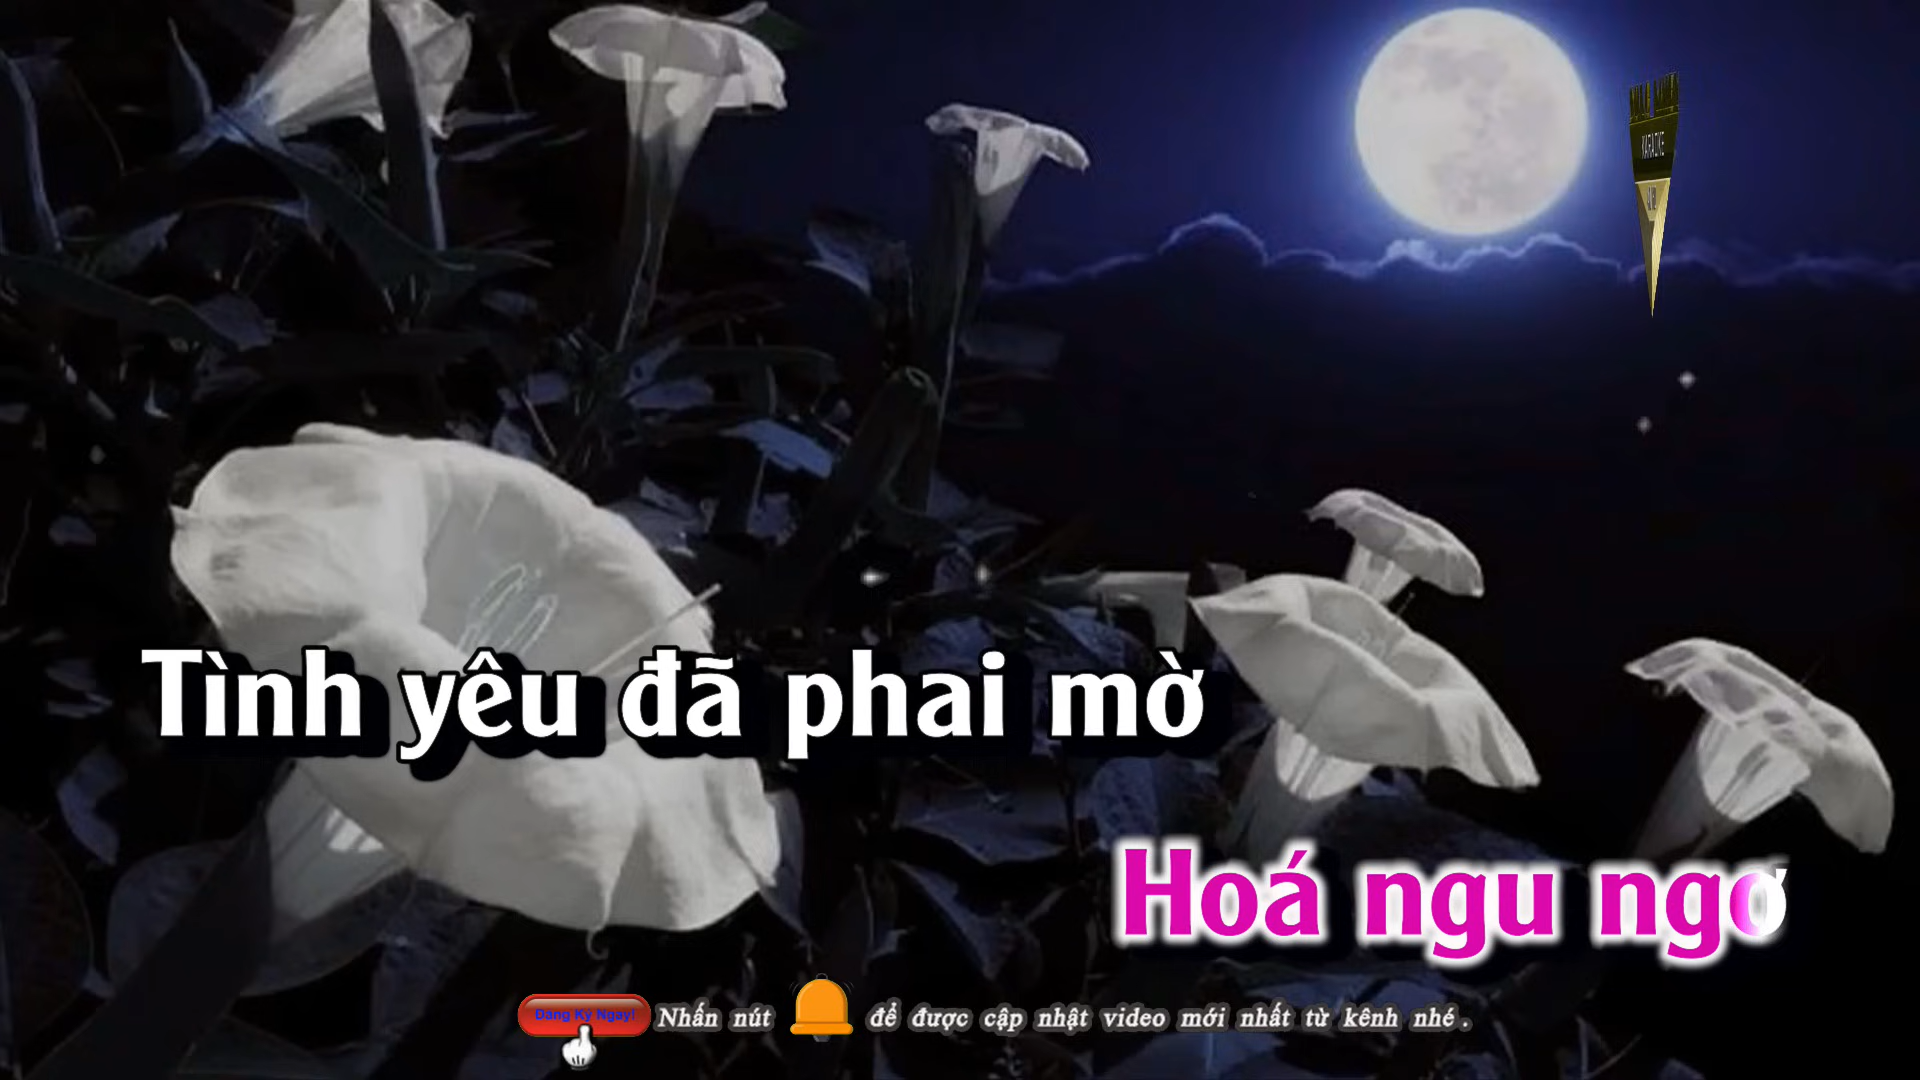 KARAOKE
Tình yêu đã phai mờ
Hoá ngu ngơ
Đăng Ký Ngay! Nhấn nút để được cập nhật video mới nhất từ kênh nhé .